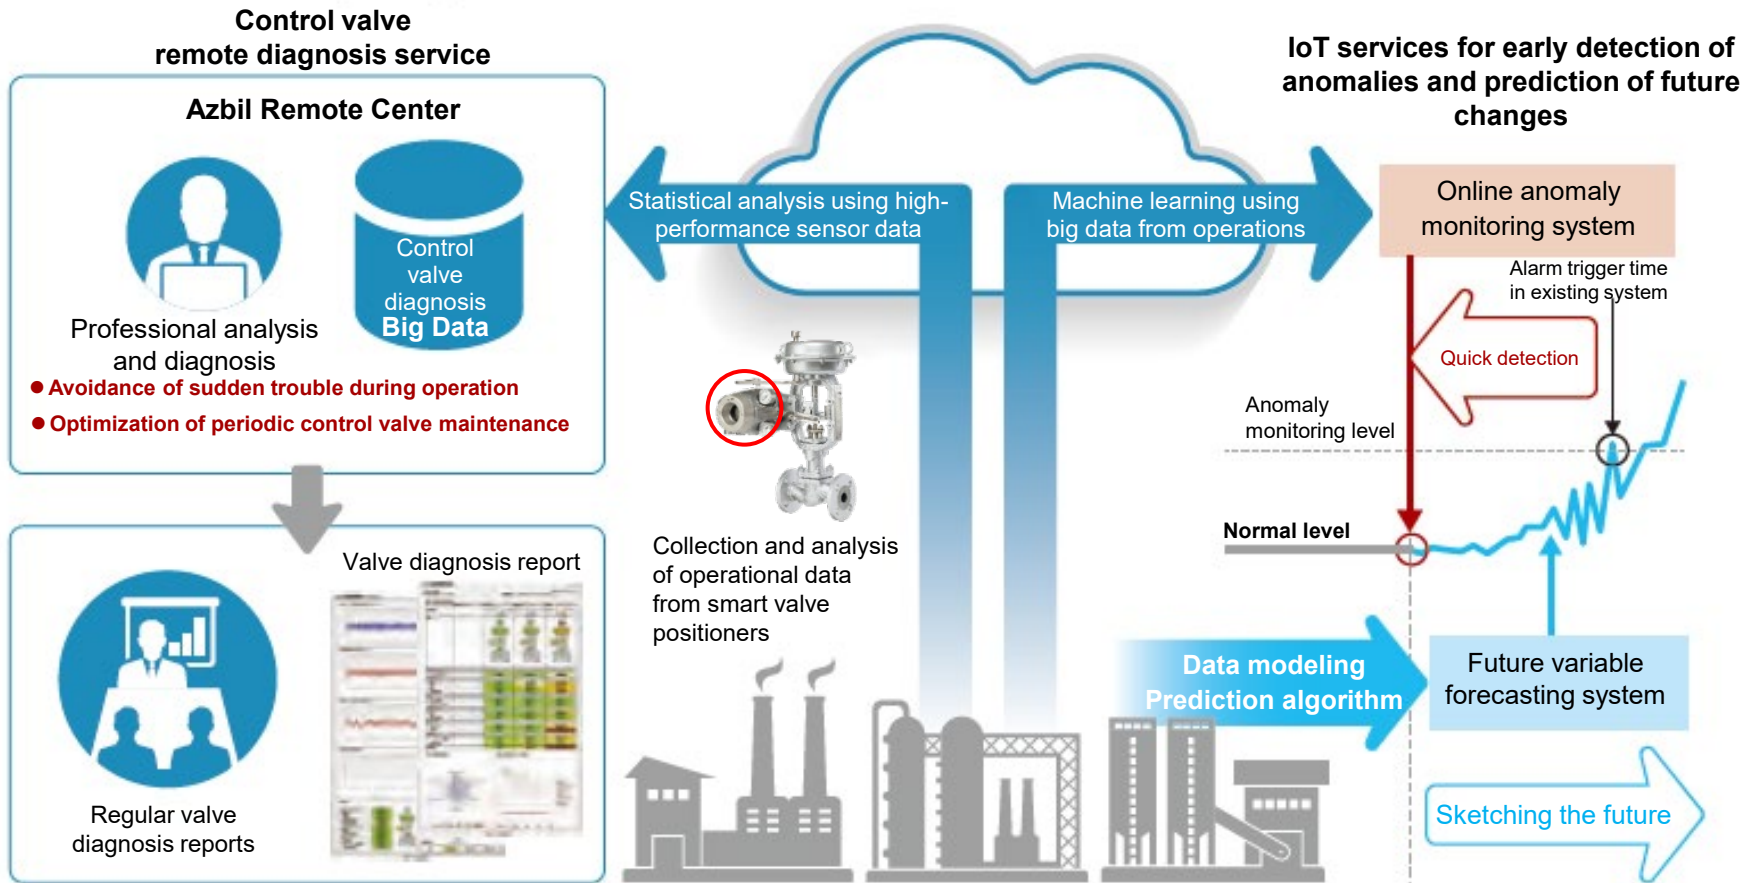 Control valve
remote diagnosis service
Azbil Remote Center
Control
valve
diagnosis
Big Data
Professional analysis
and diagnosis
● Avoidance of sudden trouble during operation
● Optimization of periodic control valve maintenance
Valve diagnosis report
Regular valve
diagnosis reports
Statistical analysis using high-
performance sensor data
Machine learning using
big data from operations
Collection and analysis
of operational data
from smart valve
positioners
IoT services for early detection of
anomalies and prediction of future
changes
Online anomaly
monitoring system
Alarm trigger time
in existing system
Quick detection
Anomaly
monitoring level
Normal level
Data modeling
Prediction algorithm
Future variable
forecasting system
Sketching the future